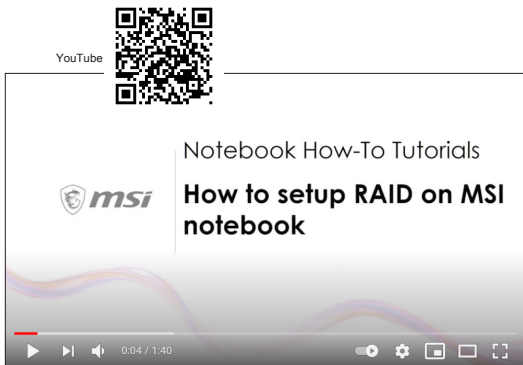 YouTube
Notebook How-To Tutorials
msi
How to setup RAID on MSI
notebook
0:04 / 1:40